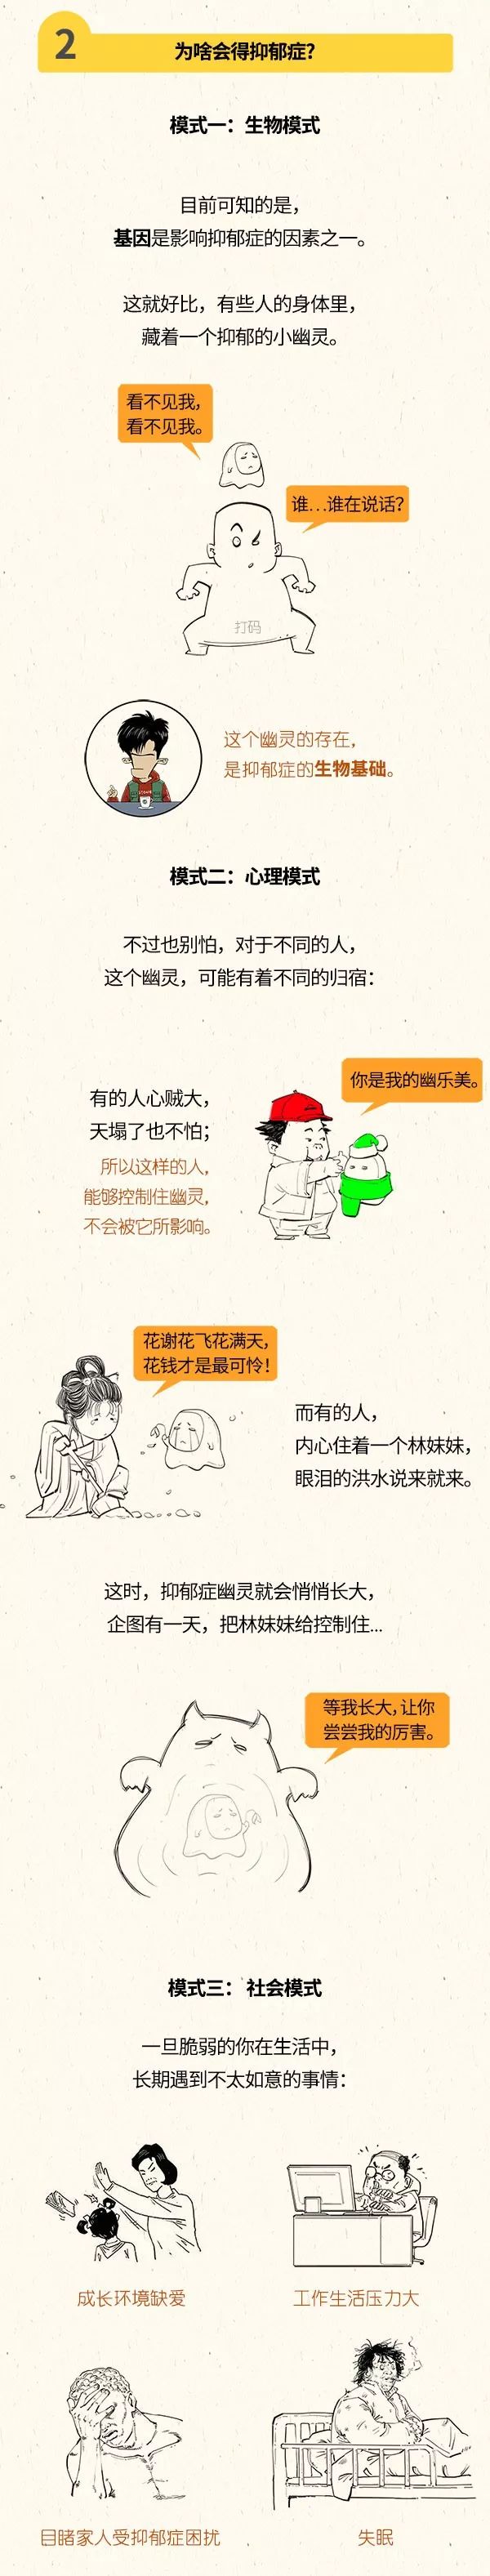 2
为啥会得抑郁症?
模式一：生物模式
目前可知的是，
基因是影响抑郁症的因素之一。
这就好比，有些人的身体里，
藏着一个抑郁的小幽灵。
看不见我，
看不见我。
谁…谁在说话？
打码
这个幽灵的存在，
是抑郁症的生物基础。
模式二：心理模式
不过也别怕，对于不同的人，
这个幽灵，可能有着不同的归宿：
你是我的幽乐美。
有的人心贼大，
天塌了也不怕；
所以这样的人，
能够控制住幽灵，
不会被它所影响。
花谢花飞花满天，
花钱才是最可怜！
而有的人，
内心住着一个林妹妹，
眼泪的洪水说来就来。
这时，抑郁症幽灵就会悄悄长大，
企图有一天，把林妹妹给控制住...
等我长大，让你
尝尝我的厉害。
模式三：社会模式
一旦脆弱的你在生活中，
长期遇到不太如意的事情：
成长环境缺爱
工作生活压力大
目睹家人受抑郁症困扰
失眠